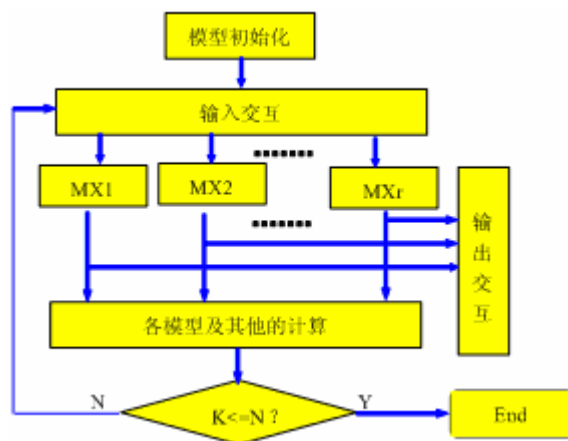 模型初始化
输入交互
MX1
MX2
MXr
输出交互
各模型及其他的计算
N
K<=N？
Y
End